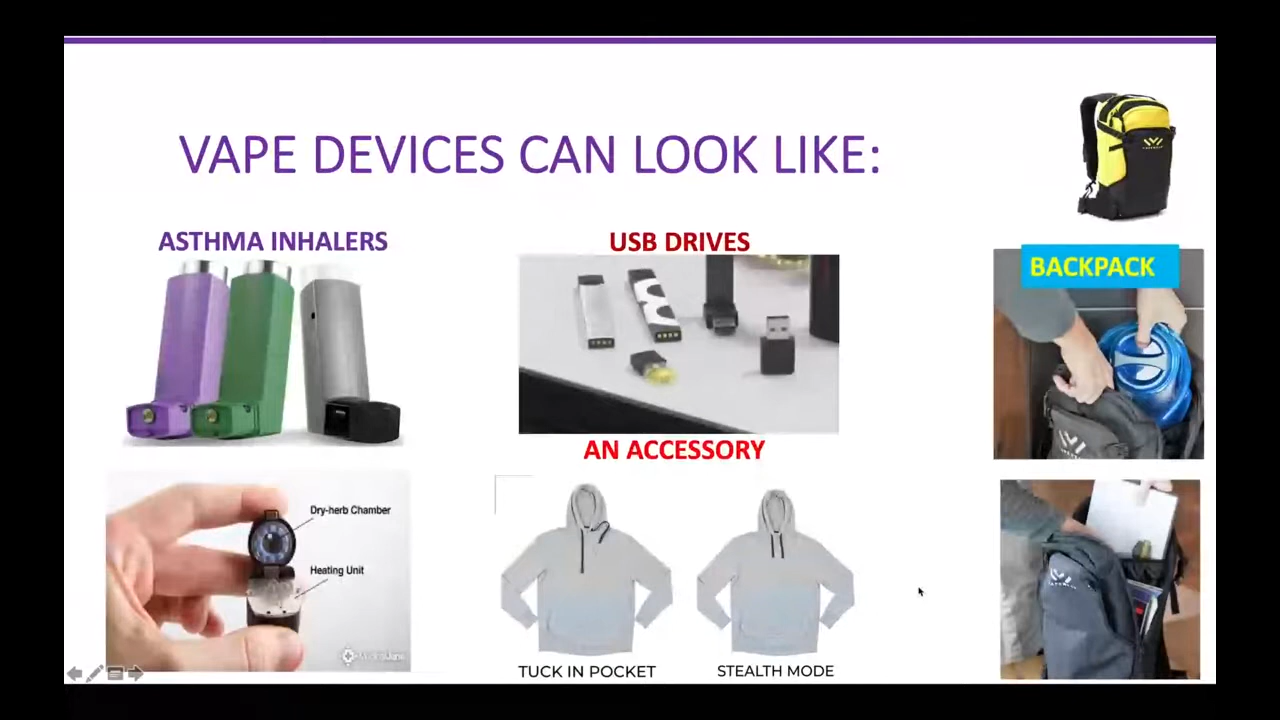 VAPE DEVICES CAN LOOK LIKE:
ASTHMA INHALERS
USB DRIVES
BACKPACK
AN ACCESSORY
Dry-herb Chamber
Heating Unit
TUCK IN POCKET
STEALTH MODE